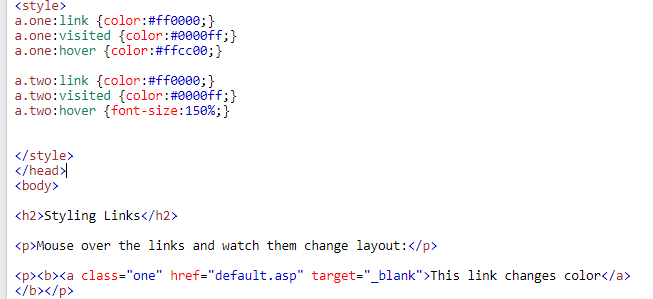 <style>
a.one:link {color:#ff0000;}
a.one:visited {color:#0000ff;}
a.one:hover {color:#ffcc00;}
a.two:link {color:#ff0000;}
a.two:visited {color:#0000ff;}
a.two:hover {font-size:150%;}
</style>
</head>
<body>
<h2>Styling Links</h2>
<p>Mouse over the links and watch them change layout:</p>
<p><b><a class="one" href="default.asp" target="_blank">This link changes color</a>
</b></p>